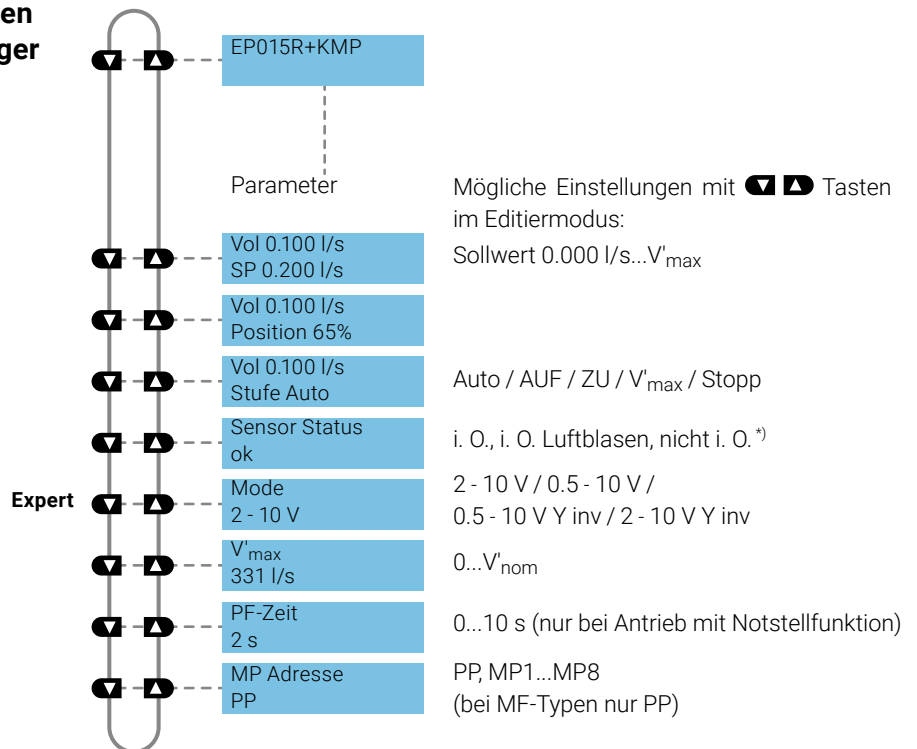 en
ger
EP015R+KMP
Parameter
Mögliche Einstellungen mit Tasten
im Editiermodus:
Vol 0.100 l/s
SP 0.200 l/s
Sollwert 0.000 l/s...V'max
Vol 0.100 l/s
Position 65%
Vol 0.100 l/s
Stufe Auto
Auto / AUF / ZU / V'max / Stopp
Sensor Status
ok
i. O., i. O. Luftblasen, nicht i. O. *)
Expert
Mode
2 - 10 V
2 - 10 V / 0.5 - 10 V /
0.5 - 10 V Y inv / 2 - 10 V Y inv
V'max
331 l/s
0...V'nom
PF-Zeit
2 s
0...10 s (nur bei Antrieb mit Notstellfunktion)
MP Adresse
PP
PP, MP1...MP8
(bei MF-Typen nur PP)